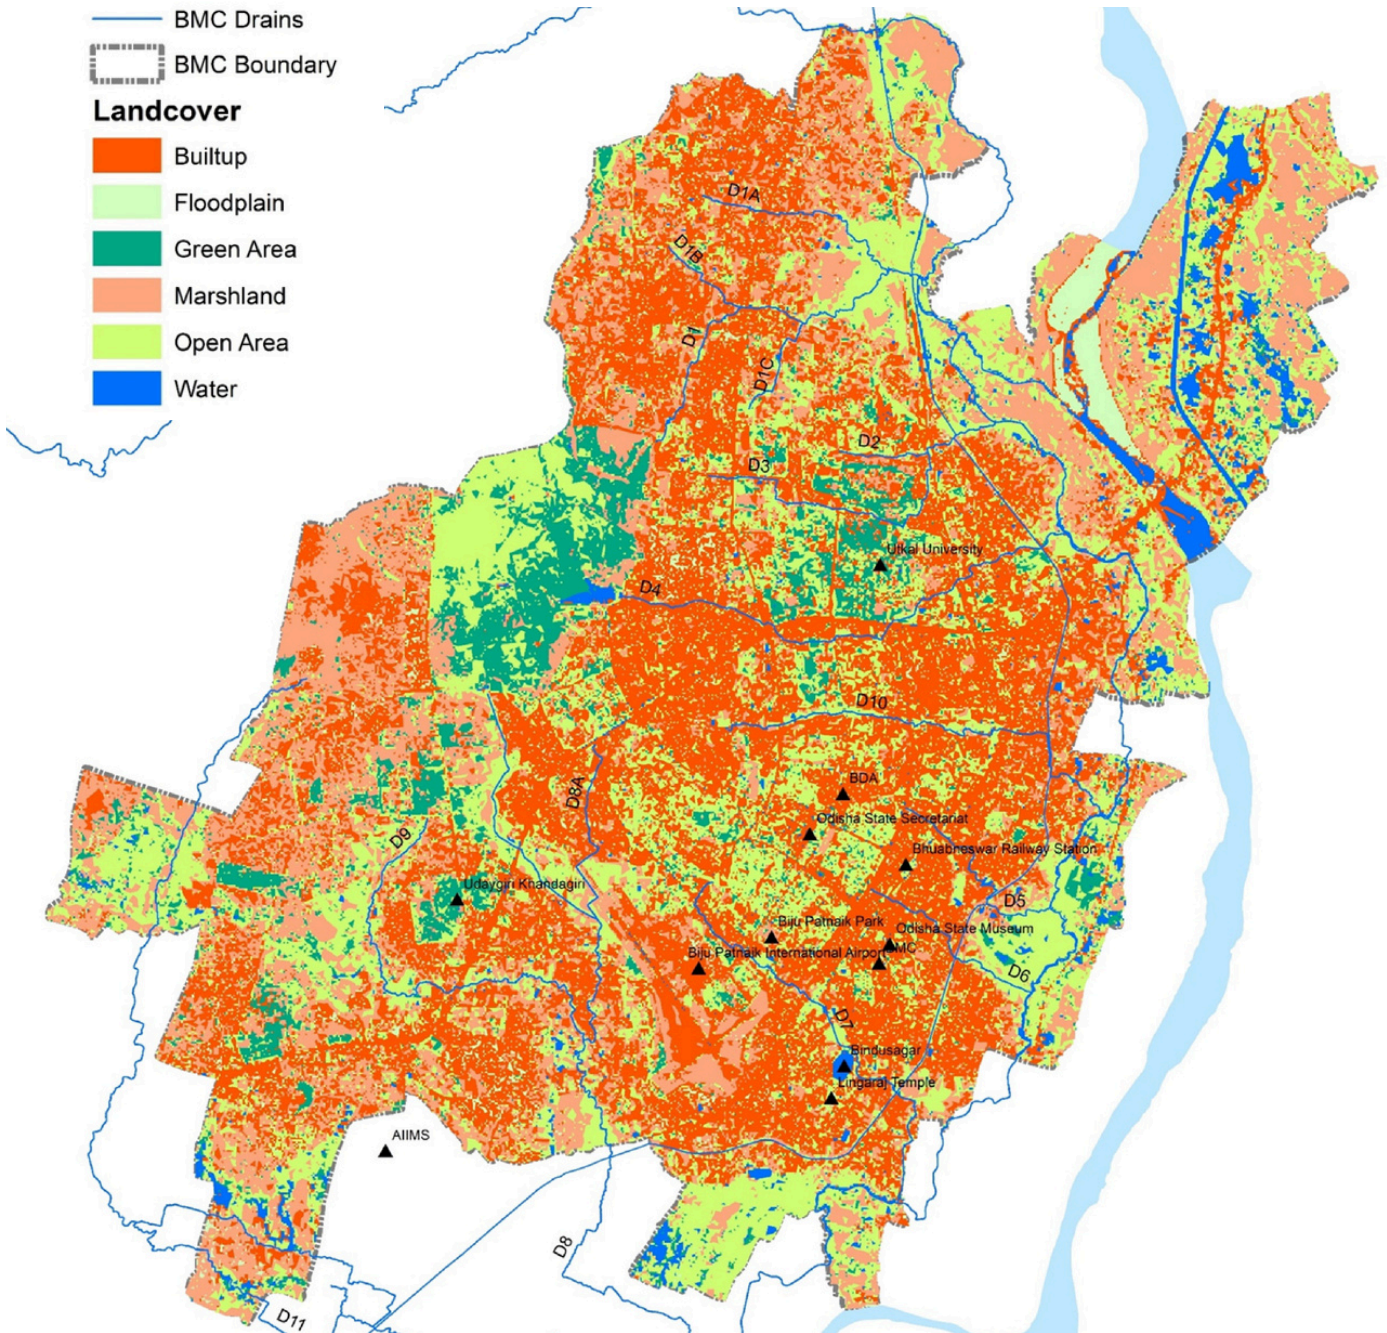 BMC Drains
BMC Boundary
Landcover
Builtup
Floodplain
Green Area
Marshland
Open Area
Water
D1A
D1B
D1
D1C
D2
D3
Utkal University
D4
D10
BDA
D8A
Odisha State Secretariat
D9
Bhuabneswar Railway Station
Udaygiri Khandagiri
D5
Biju Patnaik Park
Odisha State Museum
Biju Patnaik International Airport
BMC
D6
D7
Bindusagar
Lingaraj Temple
AIIMS
D8
D11